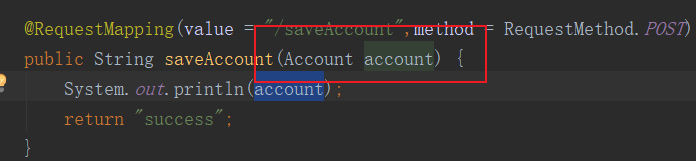 @RequestMapping(value = "/saveAccount",method = RequestMethod.POST)
public String saveAccount(Account account) {
System.out.println(account);
return "success";
}